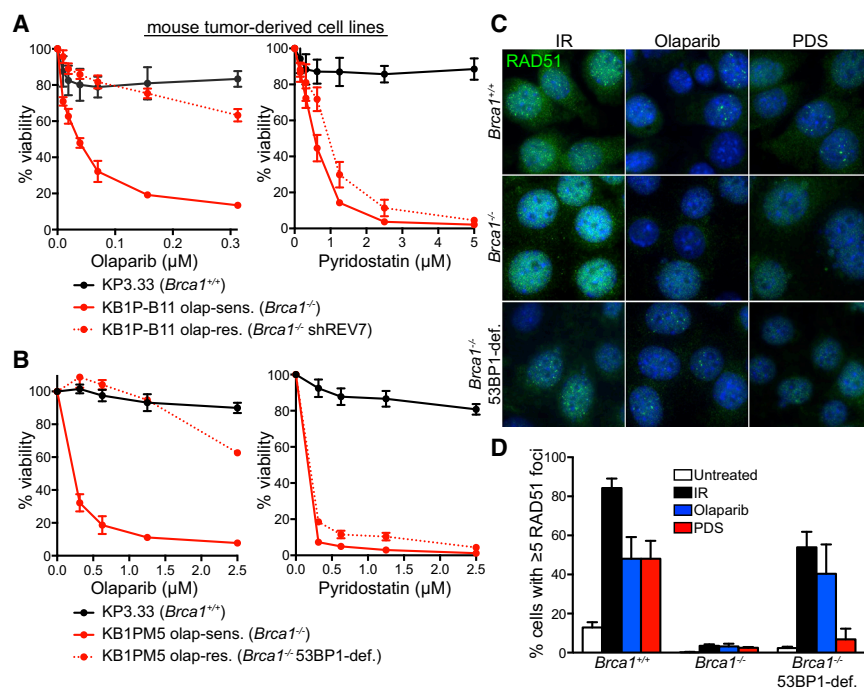 A
mouse tumor-derived cell lines
% viability
100
80
60
40
20
0
0.0
0.1
0.2
0.3
Olaparib (µM)
% viability
100
80
60
40
20
0
0
1
2
3
4
5
Pyridostatin (µM)
KP3.33 (Brca1+/+)
KB1P-B11 olap-sens. (Brca1-/-)
KB1P-B11 olap-res. (Brca1-/- shREV7)
B
% viability
100
80
60
40
20
0
0.0
0.5
1.0
1.5
2.0
2.5
Olaparib (µM)
% viability
100
80
60
40
20
0
0.0
0.5
1.0
1.5
2.0
2.5
Pyridostatin (µM)
KP3.33 (Brca1+/+)
KB1PM5 olap-sens. (Brca1-/-)
KB1PM5 olap-res. (Brca1-/- 53BP1-def.)
C
IR
Olaparib
PDS
RAD51
Brca1+/+
Brca1-/-
Brca1-/-
53BP1-def.
D
% cells with ≥5 RAD51 foci
100
80
60
40
20
0
Untreated
IR
Olaparib
PDS
Brca1+/+
Brca1-/-
Brca1-/-
53BP1-def.